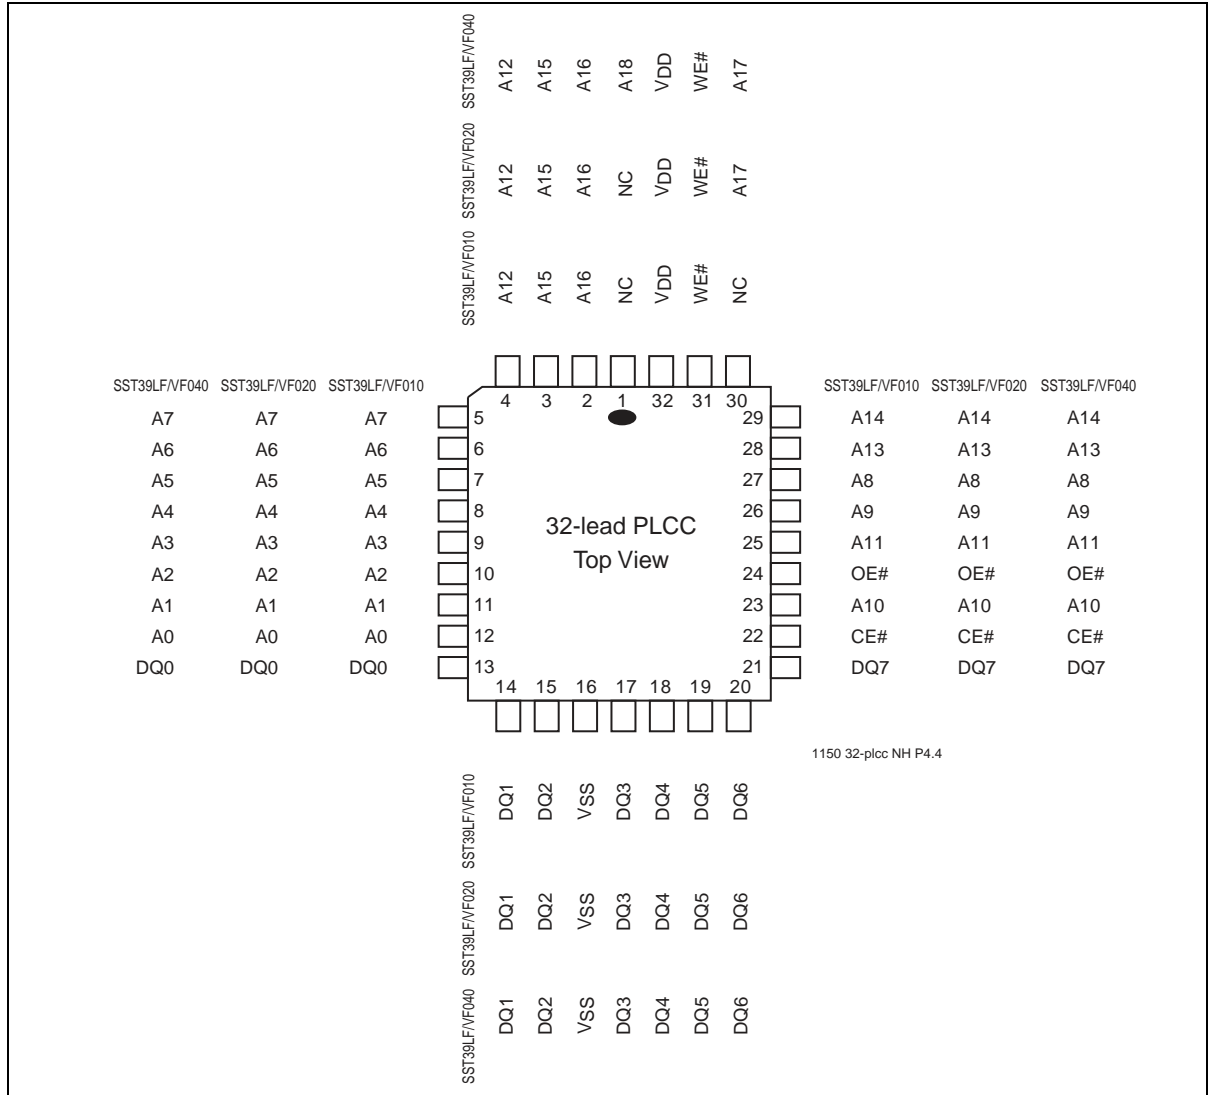 SST39LF/VF040 A12 A15 A16 A18 VDD WE# A17
SST39LF/VF020 A12 A15 A16 NC VDD WE# A17
SST39LF/VF010 A12 A15 A16 NC VDD WE# NC
SST39LF/VF040 SST39LF/VF020 SST39LF/VF010 SST39LF/VF010 SST39LF/VF020 SST39LF/VF040
4 3 2 1 32 31 30
A7 A7 A7 5 29 A14 A14 A14
A6 A6 A6 6 28 A13 A13 A13
A5 A5 A5 7 27 A8 A8 A8
A4 A4 A4 8 26 A9 A9 A9
32-lead PLCC
A3 A3 A3 9 25 A11 A11 A11
Top View
A2 A2 A2 10 24 OE# OE# OE#
A1 A1 A1 11 23 A10 A10 A10
A0 A0 A0 12 22 CE# CE# CE#
DQ0 DQ0 DQ0 13 21 DQ7 DQ7 DQ7
14 15 16 17 18 19 20
1150 32-plcc NH P4.4
SST39LF/VF010 DQ1 DQ2 VSS DQ3 DQ4 DQ5 DQ6
SST39LF/VF020 DQ1 DQ2 VSS DQ3 DQ4 DQ5 DQ6
SST39LF/VF040 DQ1 DQ2 VSS DQ3 DQ4 DQ5 DQ6